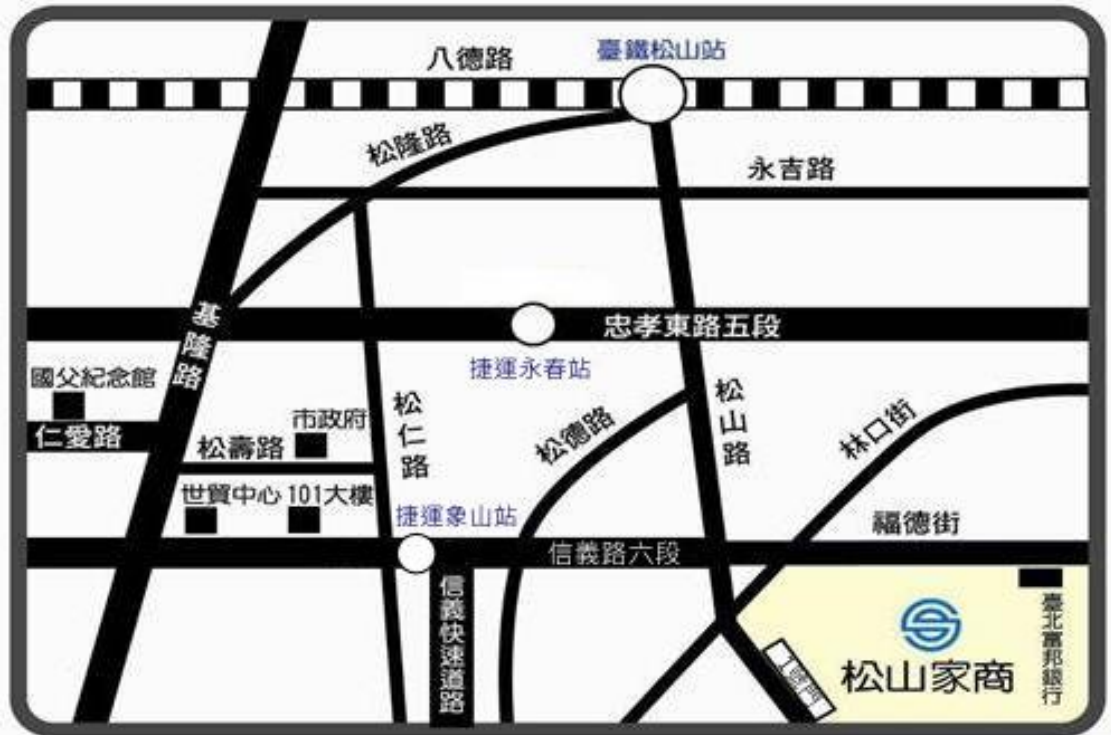 八德路
臺鐵松山站
松隆路
永吉路
基隆路
忠孝東路五段
捷運永春站
國父紀念館
仁愛路
市政府
松壽路
松仁路
松德路
松山路
林口街
世貿中心
101大樓
捷運象山站
信義路六段
福德街
信義快速道路
臺北富邦銀行
松山家商